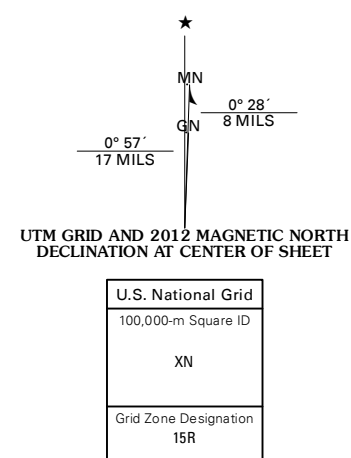 ★
MN
0° 28´
8 MILS
GN
0° 57´
17 MILS
UTM GRID AND 2012 MAGNETIC NORTH
DECLINATION AT CENTER OF SHEET
U.S. National Grid
100,000-m Square ID
XN
Grid Zone Designation
15R